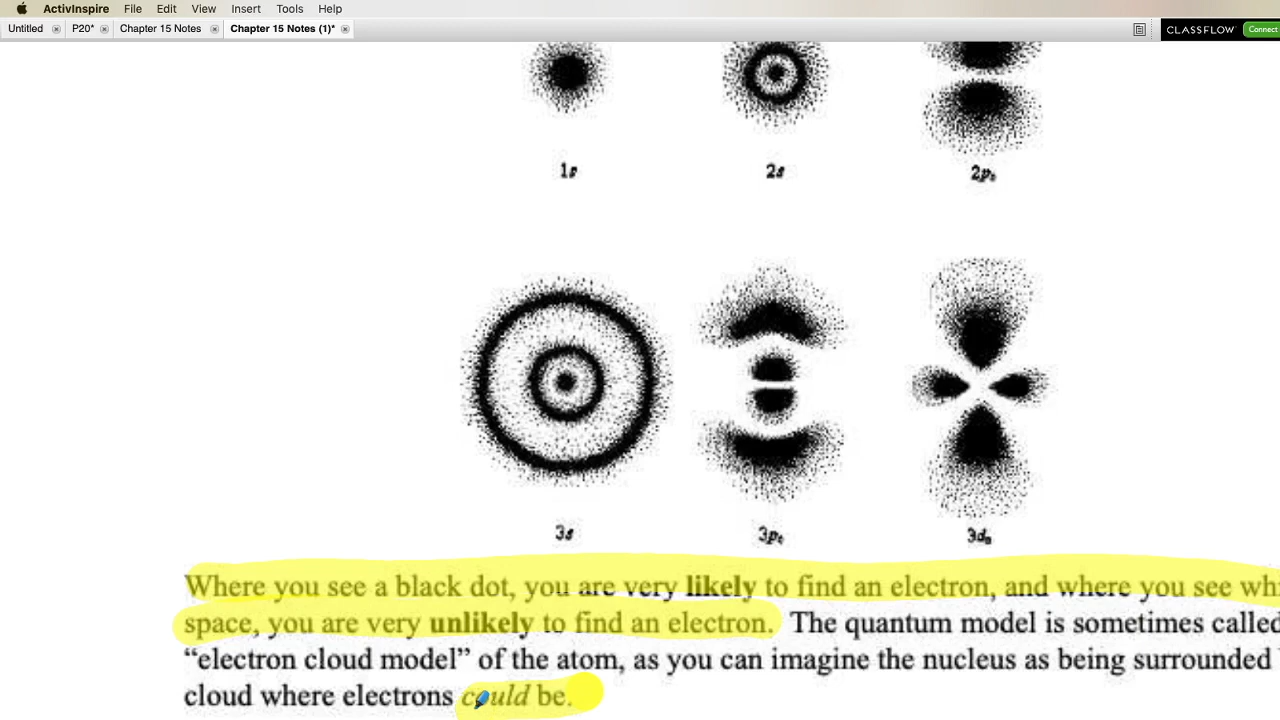 ActivInspire File Edit View Insert Tools Help
Untitled P20* Chapter 15 Notes Chapter 15 Notes (1)* CLASSFLOW Connect
1s 2s 2pz
3s 3pz
Where you see a black dot, you are very likely to find an electron, and where you see whi
space, you are very unlikely to find an electron. The quantum model is sometimes called
“electron cloud model” of the atom, as you can imagine the nucleus as being surrounded
cloud where electrons could be.